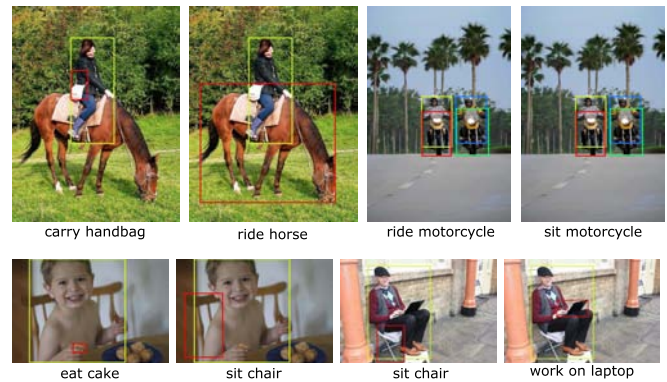 carry handbag
ride horse
ride motorcycle
sit motorcycle
eat cake
sit chair
sit chair
work on laptop